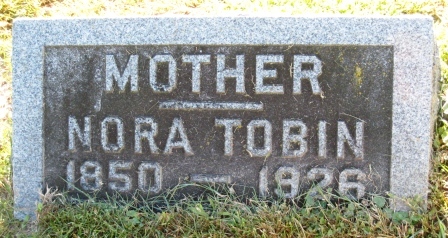 MOTHER
NORA TOBIN
1850 — 1926